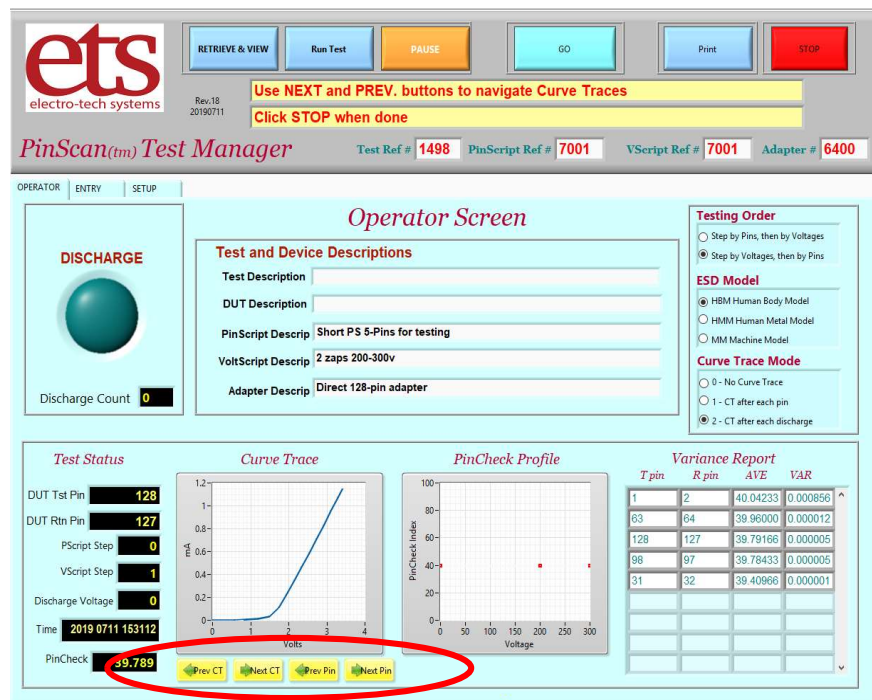 ets
electro-tech systems
RETRIEVE & VIEW
Run Test
PAUSE
GO
Print
STOP
Rev.18
20190711
Use NEXT and PREV. buttons to navigate Curve Traces
Click STOP when done
PinScan(tm) Test Manager
Test Ref # 1498 PinScript Ref # 7001 VScript Ref # 7001 Adapter # 6400
OPERATOR ENTRY SETUP
Operator Screen
DISCHARGE
Discharge Count 0
Test and Device Descriptions
Test Description
DUT Description
PinScript Descrip Short PS 5-Pins for testing
VoltScript Descrip 2 zaps 200-300v
Adapter Descrip Direct 128-pin adapter
Testing Order
Step by Pins, then by Voltages
Step by Voltages, then by Pins
ESD Model
HBM Human Body Model
HMM Human Metal Model
MM Machine Model
Curve Trace Mode
0 - No Curve Trace
1 - CT after each pin
2 - CT after each discharge
Test Status
DUT Tst Pin 128
DUT Rtn Pin 127
PScript Step 0
VScript Step 1
Discharge Voltage 0
Time 2019 0711 153112
PinCheck 39.789
Curve Trace
1.2
1
0.8
0.6
0.4
0.2
0
mA
0 1 2 3 4
Volts
Prev CT Next CT Prev Pin Next Pin
PinCheck Profile
100
80
60
40
20
0
PinCheck Index
0 50 100 150 200 250 300
Voltage
Variance Report
T pin R pin AVE VAR
1 2 40.04233 0.000856
63 64 39.96000 0.000012
128 127 39.79166 0.000005
98 97 39.78433 0.000005
31 32 39.40966 0.000001